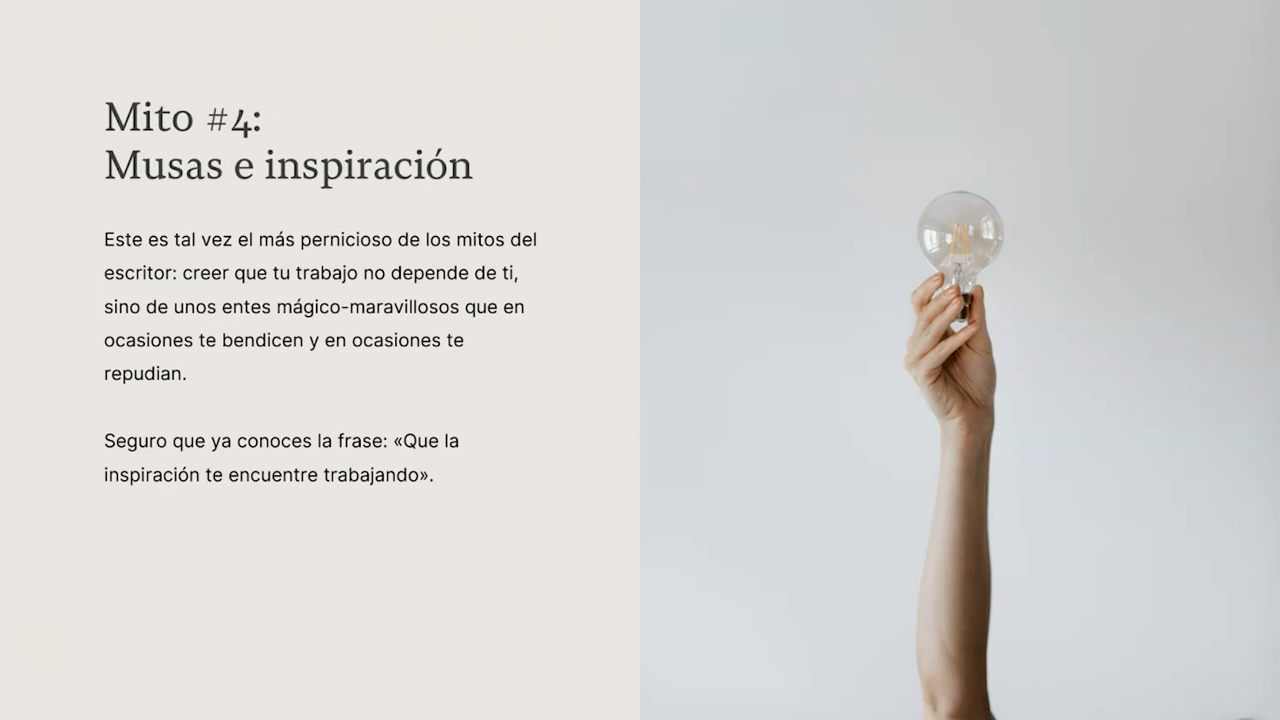 Mito #4:
Musas e inspiración
Este es tal vez el más pernicioso de los mitos del
escritor: creer que tu trabajo no depende de ti,
sino de unos entes mágico-maravillosos que en
ocasiones te bendicen y en ocasiones te
repudian.
Seguro que ya conoces la frase: «Que la
inspiración te encuentre trabajando».